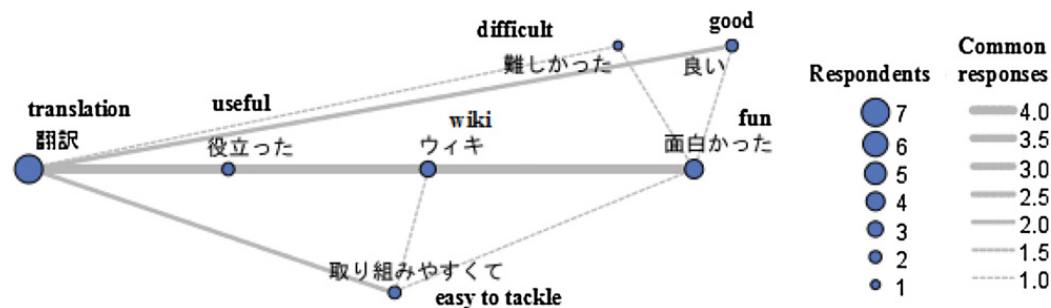 difficult
難しかった
good
良い
translation
翻訳
useful
役立った
wiki
ウィキ
fun
面白かった
取り組みやすくて
easy to tackle
Respondents
7
6
5
4
3
2
1
Common
responses
4.0
3.5
3.0
2.5
2.0
1.5
1.0